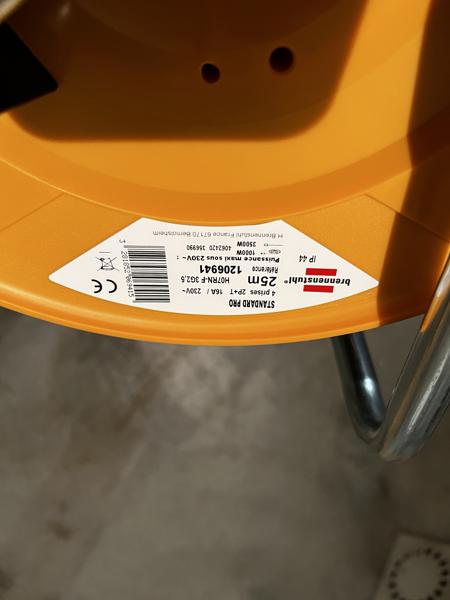 brennenstuhl®
IP 44
STANDARD PRO
4 prises 2P+T 16A / 230V~
25m H07RN-F 3G2,5
Référence 1206941
Puissance maxi sous 230V~ :
1000W
3500W 4062420 356990
H.Brennenstuhl France 67170 Bernolsheim
CE